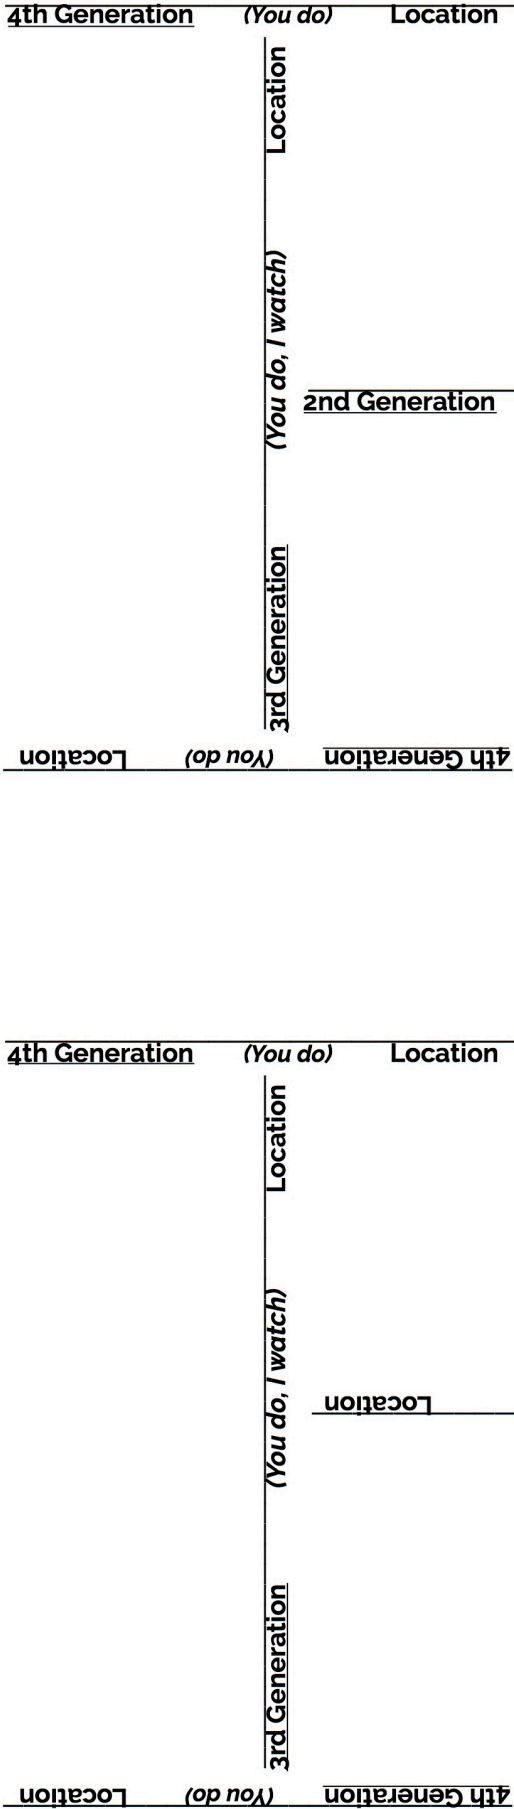 4th Generation (You do) Location
Location
(You do, I watch)
2nd Generation
3rd Generation
4th Generation (You do) Location
4th Generation (You do) Location
Location
(You do, I watch)
Location
3rd Generation
4th Generation (You do) Location